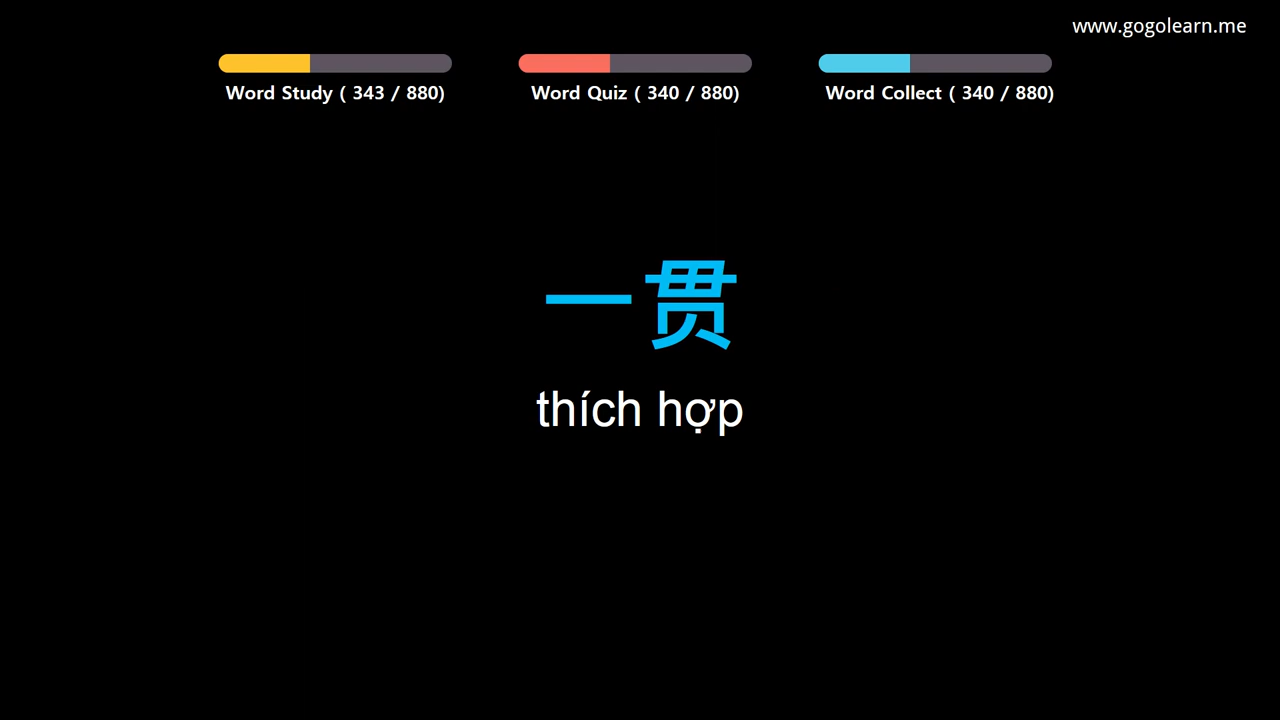 www.gogolearn.me
Word Study ( 343 / 880)
Word Quiz ( 340 / 880)
Word Collect ( 340 / 880)
一贯
thích hợp